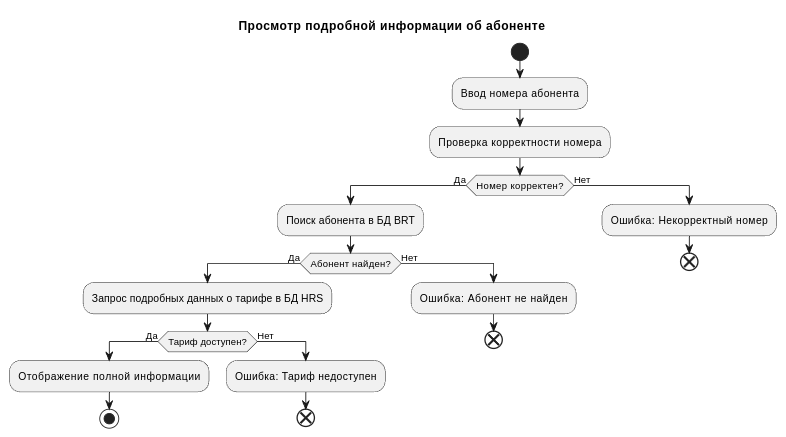 Просмотр подробной информации об абоненте
Ввод номера абонента
Проверка корректности номера
Да
Номер корректен?
Нет
Поиск абонента в БД BRT
Ошибка: Некорректный номер
Да
Абонент найден?
Нет
Запрос подробных данных о тарифе в БД HRS
Ошибка: Абонент не найден
Да
Тариф доступен?
Нет
Отображение полной информации
Ошибка: Тариф недоступен